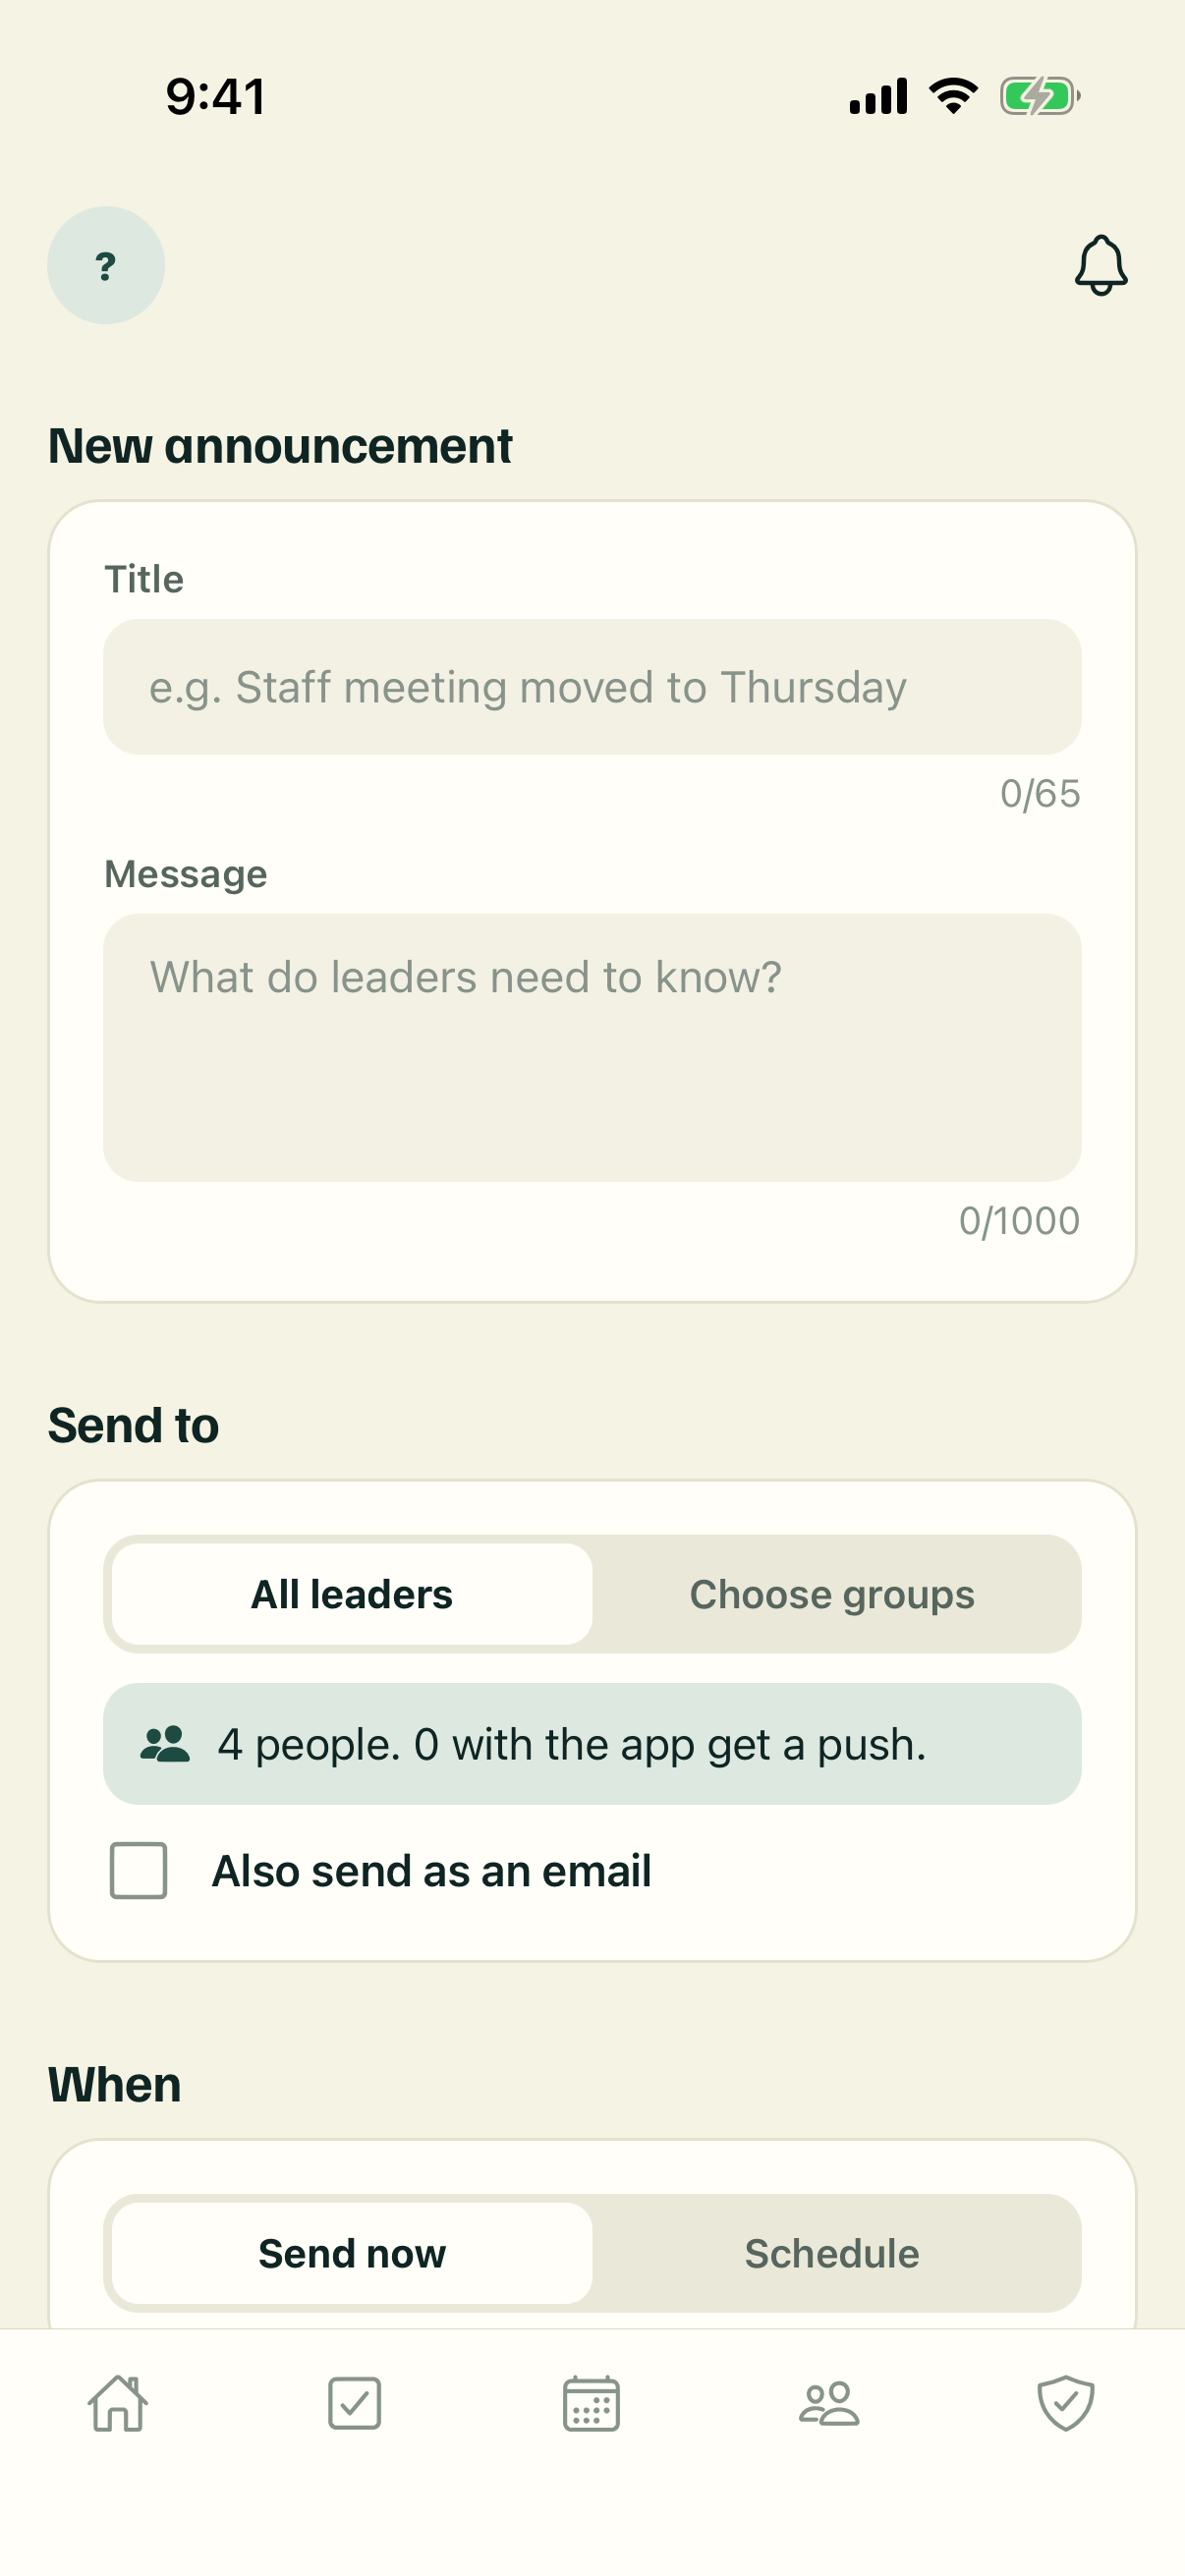 9:41
?
New announcement
Title
e.g. Staff meeting moved to Thursday
0/65
Message
What do leaders need to know?
0/1000
Send to
All leaders
Choose groups
4 people. 0 with the app get a push.
Also send as an email
When
Send now
Schedule